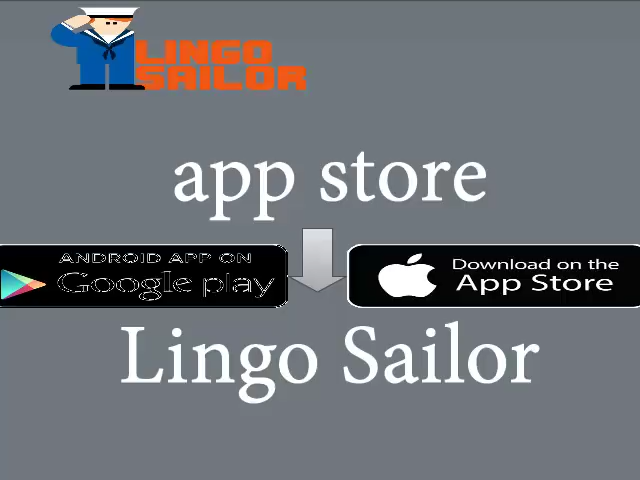 LINGO
SAILOR
app store
ANDROID APP ON
Google play
Download on the
App Store
Lingo Sailor